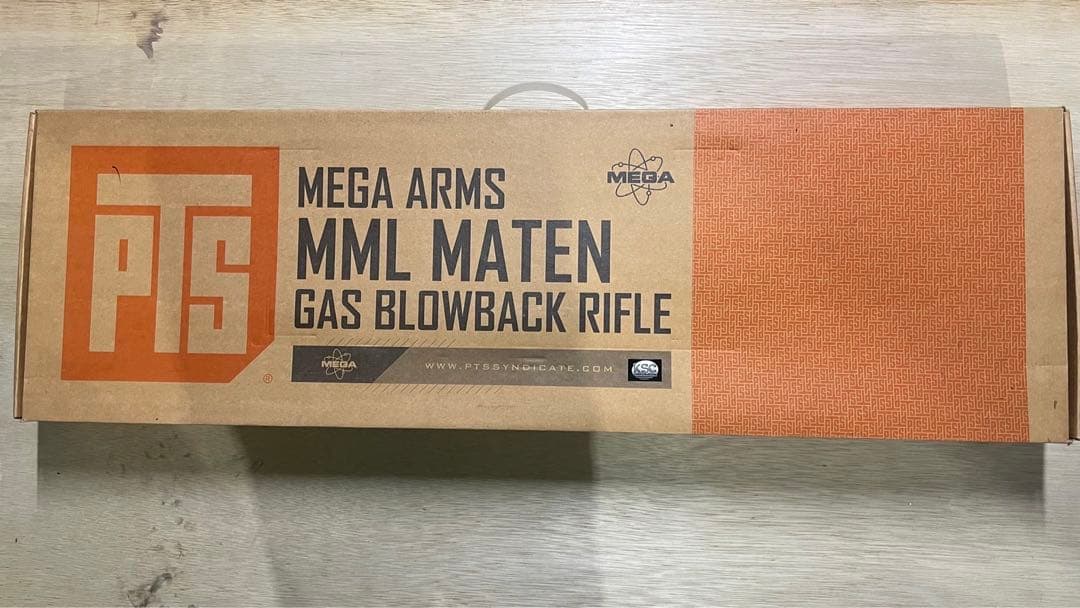 PTS
®
MEGA ARMS
MEGA
MML MATEN
GAS BLOWBACK RIFLE
MEGA
WWW.PTSSYNDICATE.COM
KSC